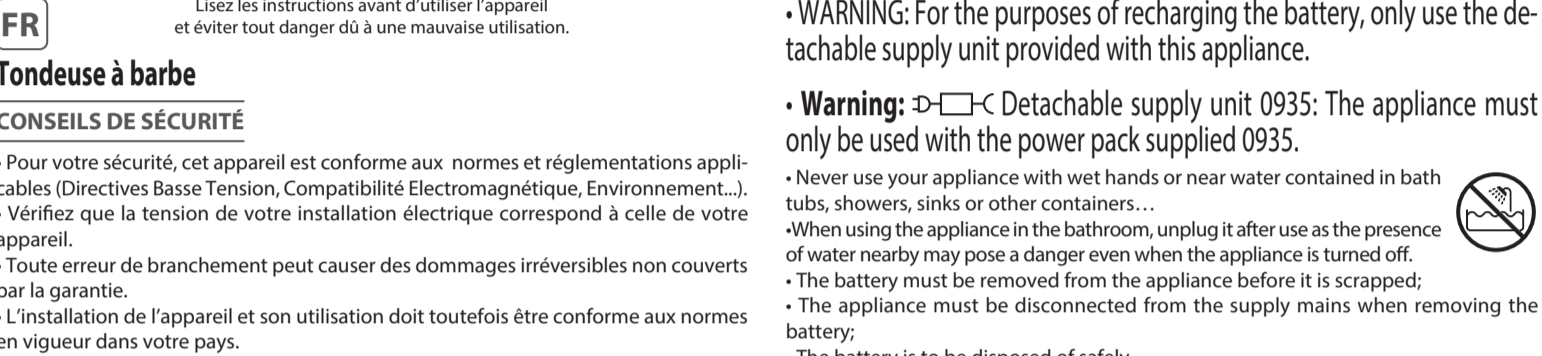 FR
Lisez les instructions avant d’utiliser l’appareil
et éviter tout danger dû à une mauvaise utilisation.
Tondeuse à barbe
CONSEILS DE SÉCURITÉ
• Pour votre sécurité, cet appareil est conforme aux normes et réglementations appli-
cables (Directives Basse Tension, Compatibilité Electromagnétique, Environnement...).
• Vérifiez que la tension de votre installation électrique correspond à celle de votre
appareil.
• Toute erreur de branchement peut causer des dommages irréversibles non couverts
par la garantie.
• L’installation de l’appareil et son utilisation doit toutefois être conforme aux normes
en vigueur dans votre pays.
• WARNING: For the purposes of recharging the battery, only use the de-
tachable supply unit provided with this appliance.
• Warning: Detachable supply unit 0935: The appliance must
only be used with the power pack supplied 0935.
• Never use your appliance with wet hands or near water contained in bath
tubs, showers, sinks or other containers…
•When using the appliance in the bathroom, unplug it after use as the presence
of water nearby may pose a danger even when the appliance is turned off.
• The battery must be removed from the appliance before it is scrapped;
• The appliance must be disconnected from the supply mains when removing the
battery;
• The battery is to be disposed of safely